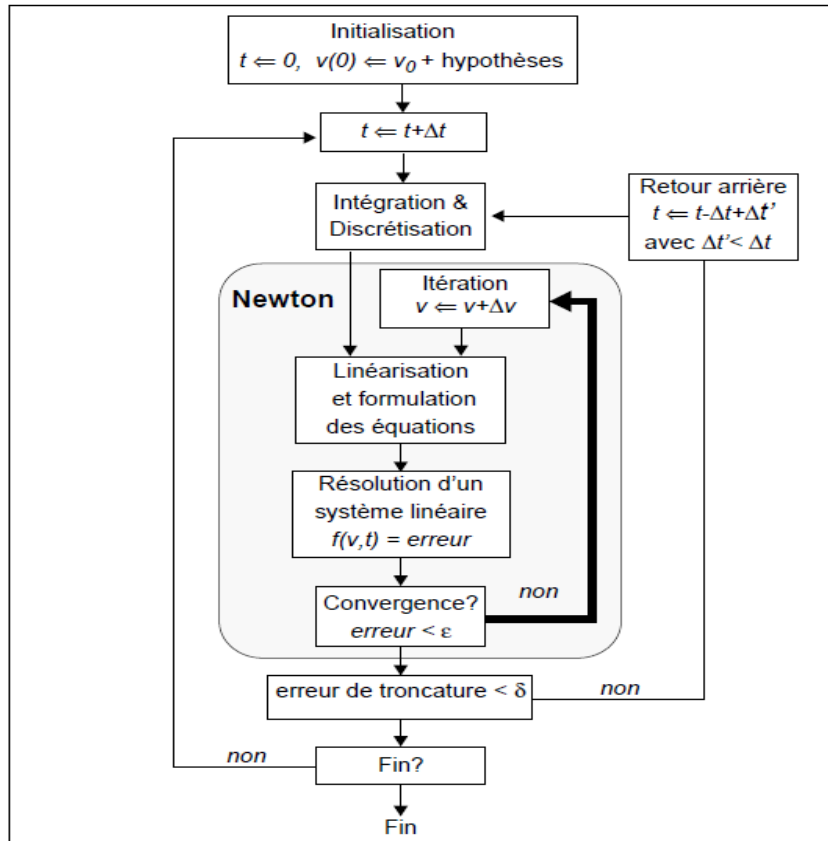 Initialisation
t ⇐ 0, v(0) ⇐ v₀ + hypothèses
t ⇐ t+Δt
Intégration &
Discrétisation
Retour arrière
t ⇐ t-Δt+Δt'
avec Δt'< Δt
Newton
Itération
v ⇐ v+Δv
Linéarisation
et formulation
des équations
Résolution d'un
système linéaire
f(v,t) = erreur
Convergence?
erreur < ε
non
erreur de troncature < δ
non
Fin?
non
Fin